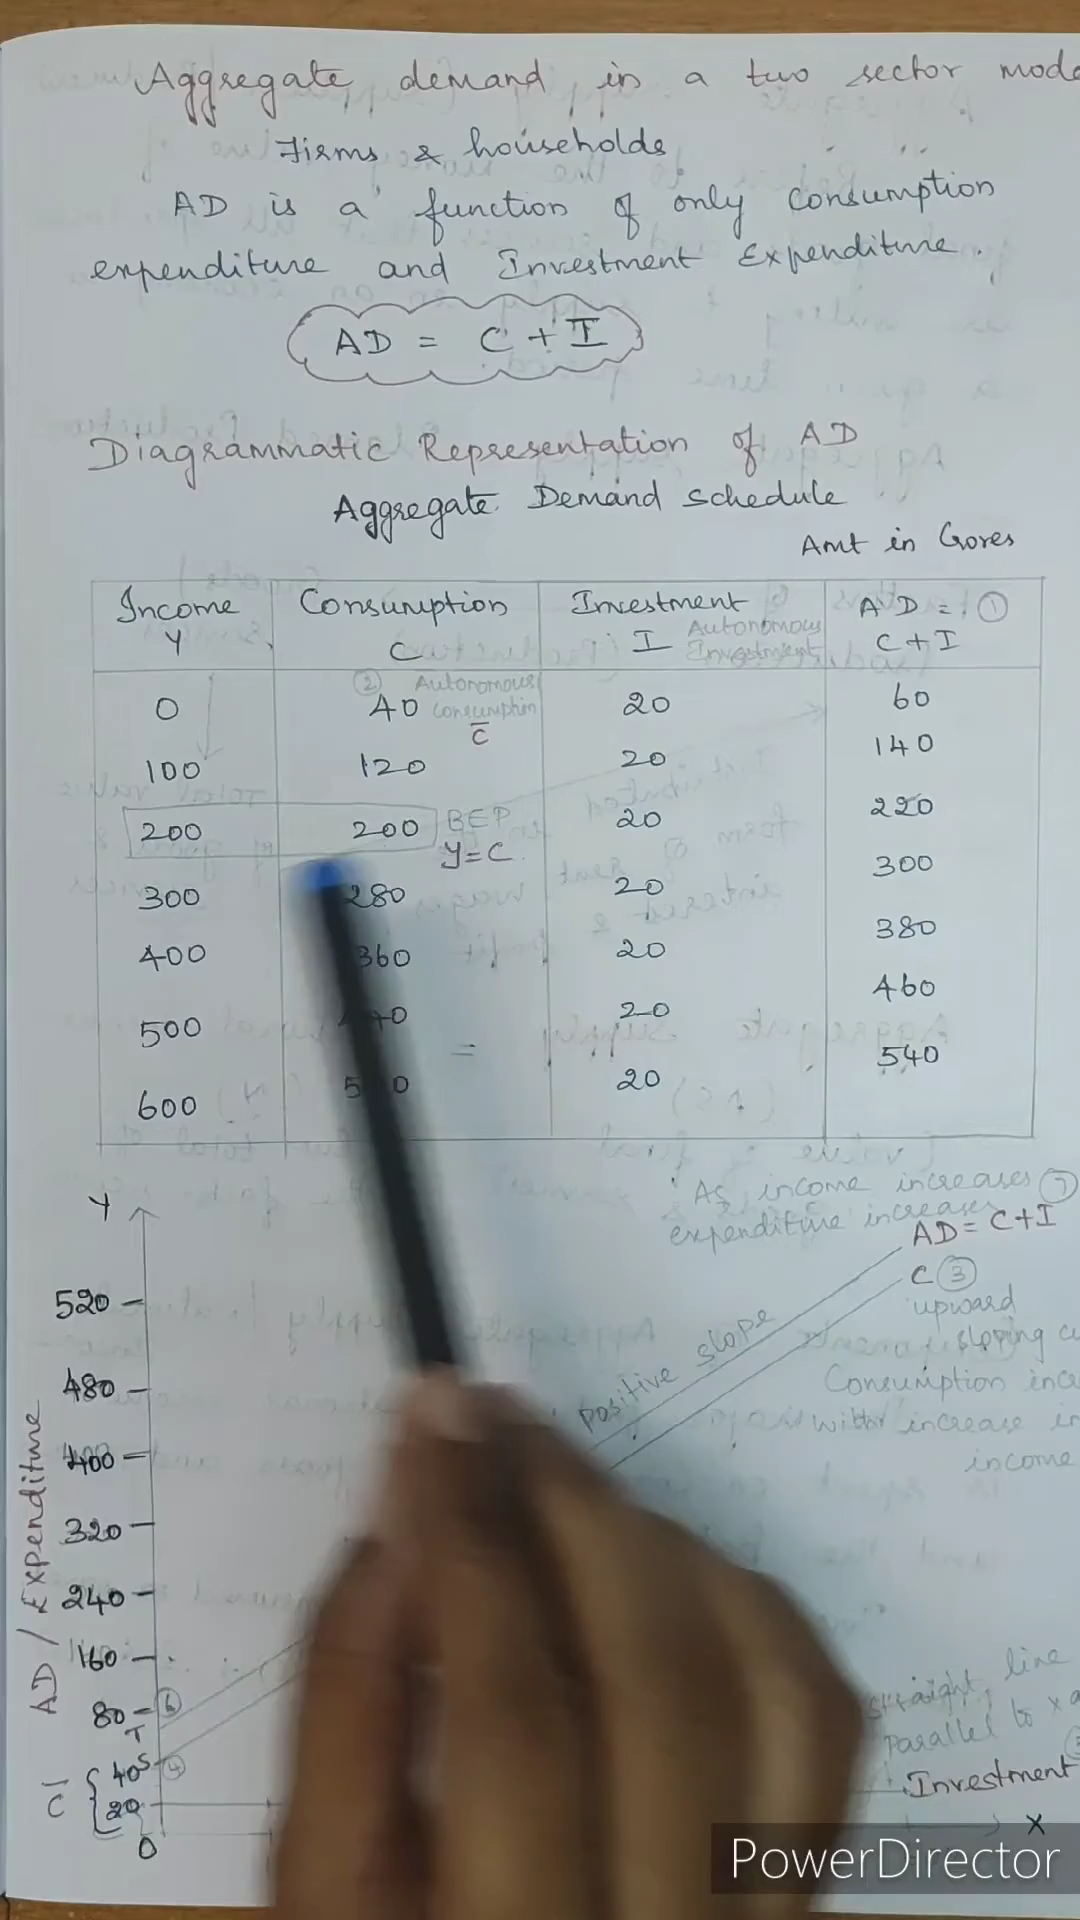 Aggregate demand in a two sector mod
Firms & households
AD is a function of only consumption
expenditure and Investment Expenditure.
AD = C + I
Diagrammatic Representation of AD
Aggregate Demand schedule
Amt in Crores
Income Y Consumption C Investment I Autonomous Investment AD = C + I ①
0 ② 40 Autonomous consumption C̅ 20 60
100 120 20 140
200 200 BEP Y=C 20 220
300 280 20 300
400 360 20 380
500 20 460
600 = 20 540
Y
As income increases ⑦
expenditure increases
AD = C+I
C ③
upward
sloping
positive slope
Consumption
with increase in
income
AD / Expenditure
520
480
400
320
240
160
80 ⑥
T
40 S ④
C̅ { 20
0
straight line
parallel to x
Investment
X
PowerDirector